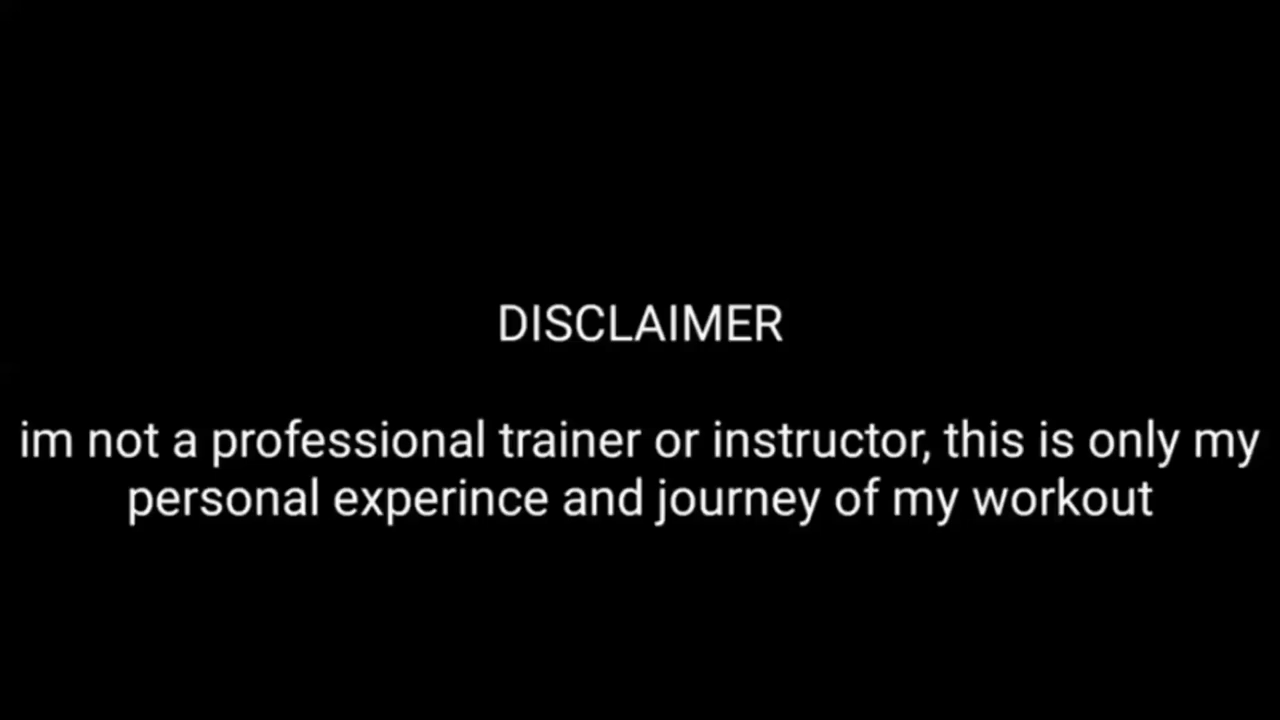 DISCLAIMER
im not a professional trainer or instructor, this is only my
personal experince and journey of my workout